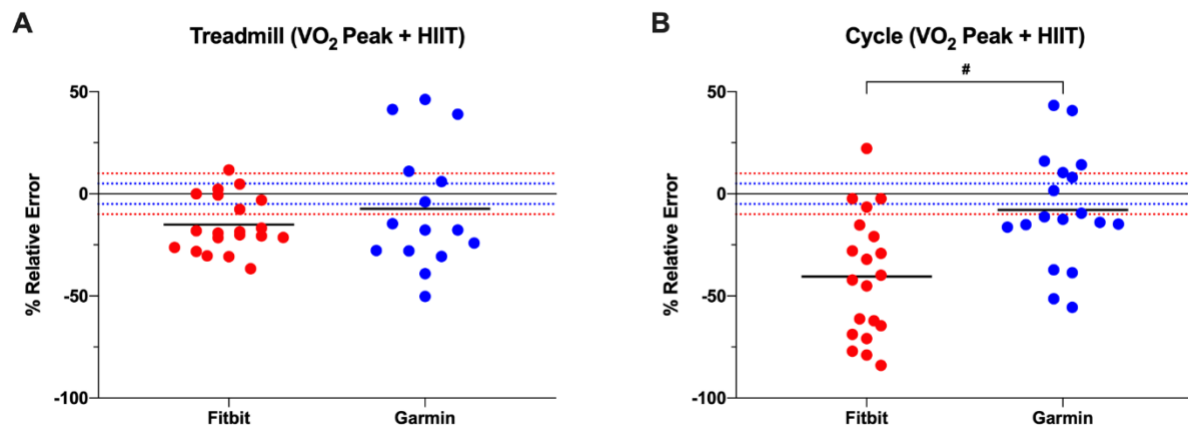 A
Treadmill (VO2 Peak + HIIT)
% Relative Error
50
0
-50
-100
Fitbit
Garmin
B
Cycle (VO2 Peak + HIIT)
#
% Relative Error
50
0
-50
-100
Fitbit
Garmin